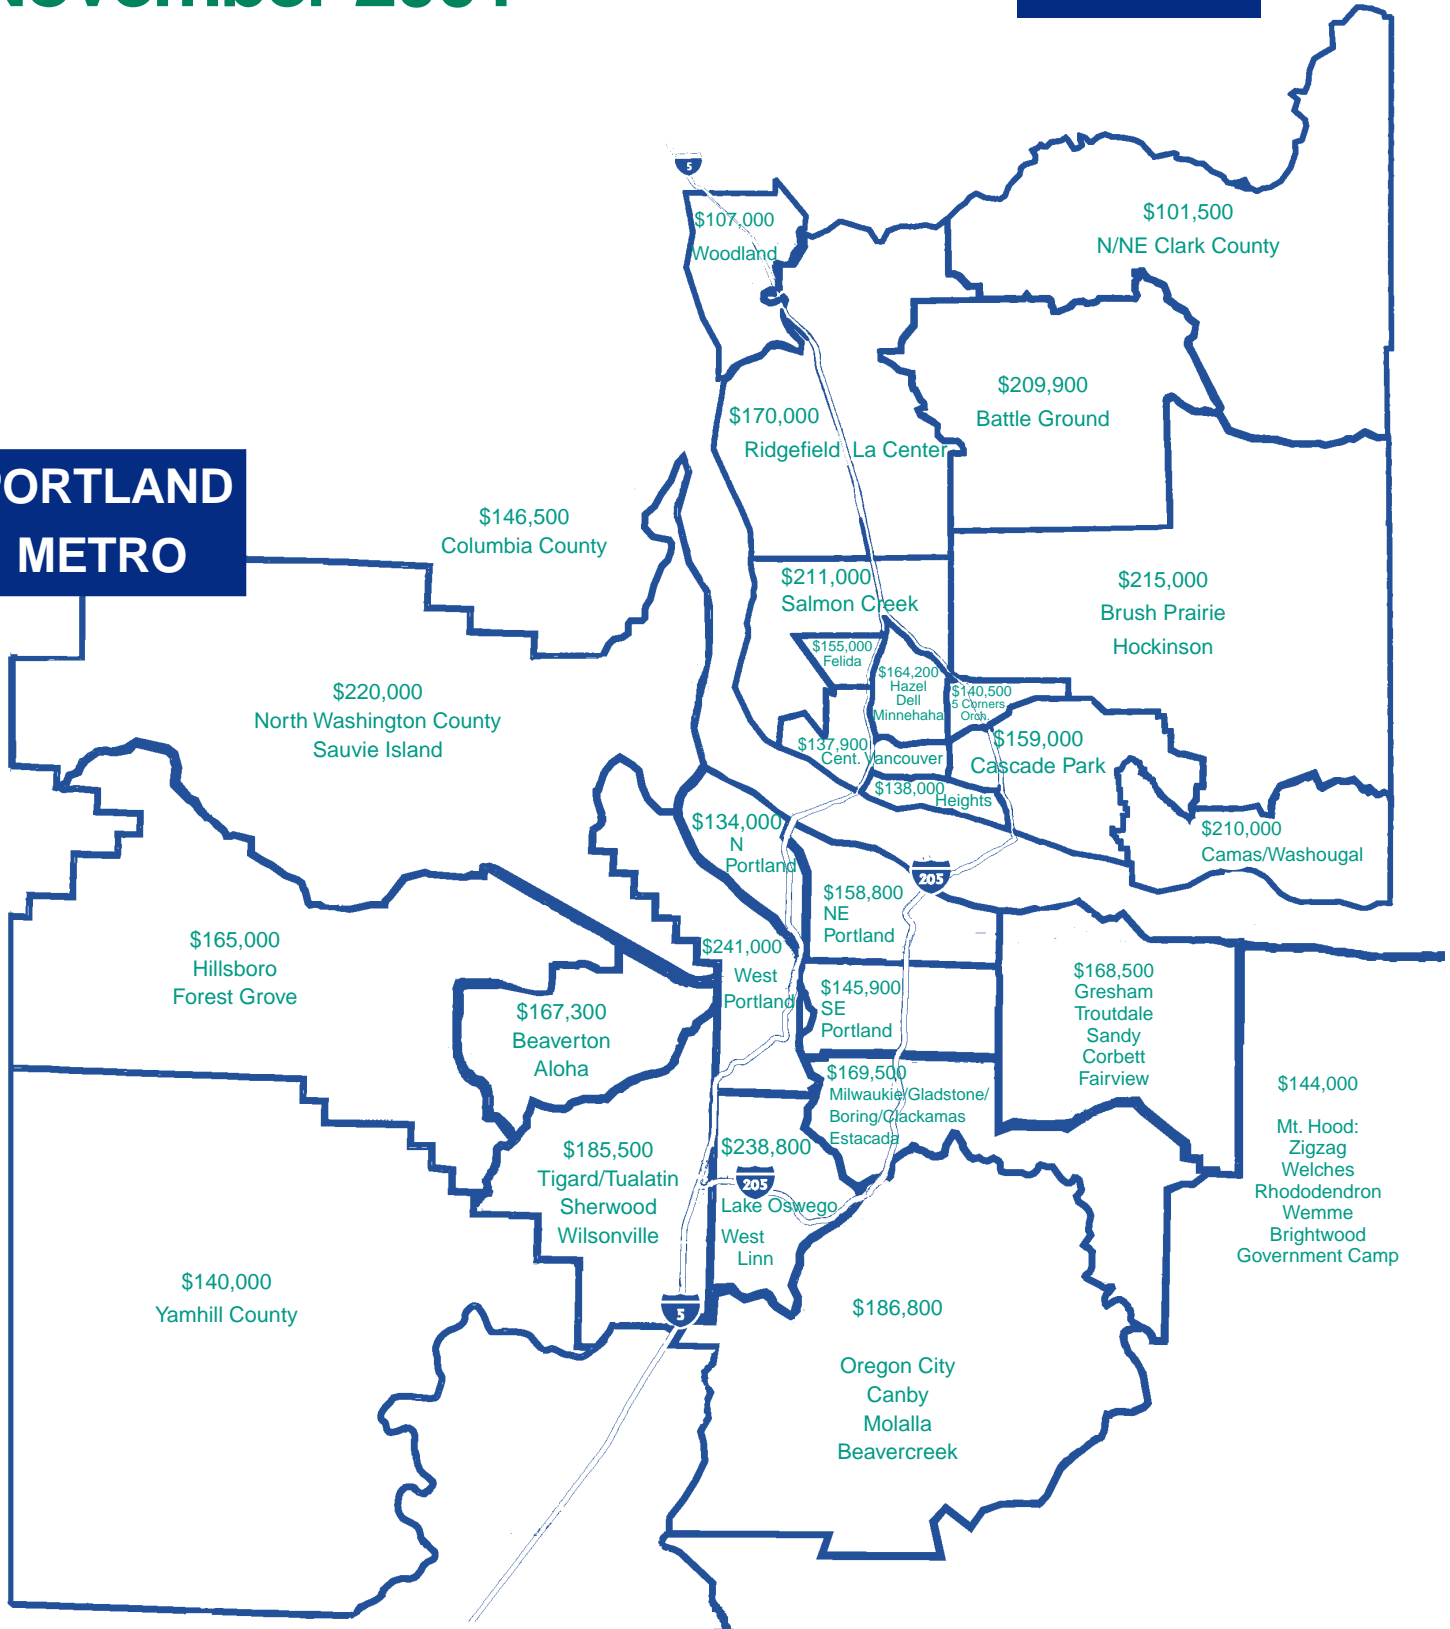 5
$107,000
Woodland
$101,500
N/NE Clark County
$209,900
Battle Ground
$170,000
Ridgefield La Center
PORTLAND
METRO
$146,500
Columbia County
$211,000
Salmon Creek
$215,000
Brush Prairie
Hockinson
$155,000
Felida
$164,200
Hazel
Dell
Minnehaha
$140,500
5 Corners
Orch.
$220,000
North Washington County
Sauvie Island
$137,900
Cent. Vancouver
$159,000
Cascade Park
$138,000
Heights
$134,000
N
Portland
$210,000
Camas/Washougal
205
$158,800
NE
Portland
$165,000
Hillsboro
Forest Grove
$241,000
West
Portland
$167,300
Beaverton
Aloha
$145,900
SE
Portland
$168,500
Gresham
Troutdale
Sandy
Corbett
Fairview
$169,500
Milwaukie/Gladstone/
Boring/Clackamas
Estacada
$144,000
Mt. Hood:
Zigzag
Welches
Rhododendron
Wemme
Brightwood
Government Camp
$185,500
Tigard/Tualatin
Sherwood
Wilsonville
$238,800
205
Lake Oswego
West
Linn
$140,000
Yamhill County
5
$186,800
Oregon City
Canby
Molalla
Beavercreek